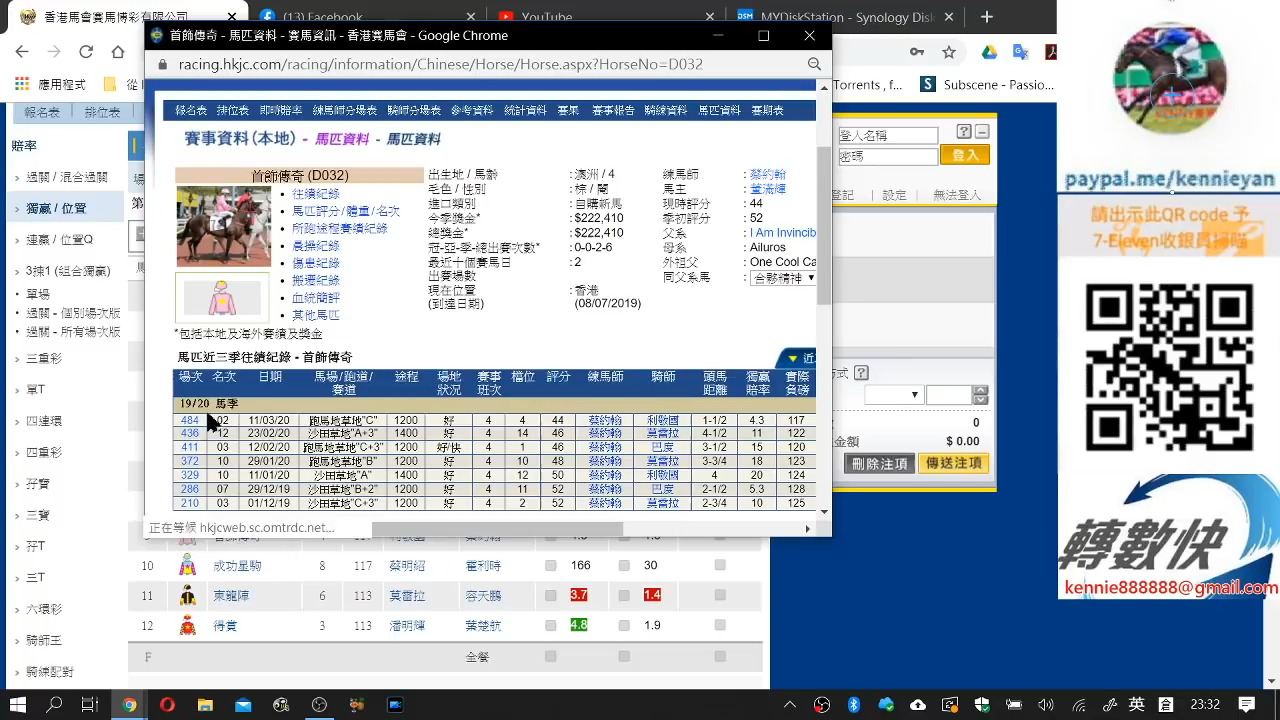 YouTube
MYDiskStation - Synology Disk
首飾傳奇 - 馬匹資料 - 賽馬資訊 - 香港賽馬會 - Google Chrome
racing.hkjc.com/racing/information/Chinese/Horse/Horse.aspx?HorseNo=D032
應用程式
Torrents , f
Subscene - Passio...
報名表 排位表
報名表 排位表 即時賠率 練馬師分場表 騎師分場表 參考資料 統計資料 賽果 賽事報告 騎練資料 馬匹資料 賽期表
賽事資料(本地) - 馬匹資料 - 馬匹資料
首飾傳奇 (D032)
往績紀錄
馬匹評分/體重/名次
所跑途程賽績紀錄
晨操紀錄
傷患紀錄
搬遷紀錄
血統簡評
其他馬匹
*包括本地及海外賽績及獎金
出生地 / 馬齡 : 澳洲 / 4
毛色 / 性別 : 棕 / 閹
進口類別 : 自購新馬
今季獎金* : $222,410
總獎金* : $222,410
冠-亞-季-總出賽次數* : 0-0-2-6
最近十個賽馬日 : 2
出賽場數
現在位置 : 香港
(到達日期) (08/07/2019)
練馬師 : 蔡約翰
馬主 : 董滿輝
現時評分 : 44
季初評分 : 52
父系 : I Am Invincib
母系 : Ailuros
外祖父 : One Cool Ca
同父系馬 : 合夥精神
馬匹近三季往績紀錄 - 首飾傳奇
近
場次 名次 日期 馬場/跑道/賽道 途程 場地狀況 賽事班次 檔位 評分 練馬師 騎師 頭馬距離 獨贏賠率 實際負磅
19/20 馬季
484 02 11/03/20 跑馬地草地"C" 1200 好 4 4 44 蔡約翰 利敬國 1-1/2 4.3 117
436 12 23/02/20 沙田草地"A+3" 1400 好 4 14 46 蔡約翰 莫雷拉 4-1/2 11 122
411 03 12/02/20 跑馬地草地"C+3" 1200 好/快 4 1 46 蔡約翰 巴度 1-1/2 15 122
372 10 29/01/20 跑馬地草地"B" 1200 好 4 10 48 蔡約翰 巴度 3-3/4 18 123
329 10 沙田草地"A" 1200 好 4 12 50 蔡約翰 利敬國 4 20 124
286 07 29/12/19 沙田草地"B+2" 1200 好 4 11 52 蔡約翰 巴度 2-1/2 5.3 128
210 03 01/12/19 沙田草地"C+3" 1200 好 4 2 52 蔡約翰 莫雷拉 2-3/4 10 125
正在等候 hkjcweb.sc.omtrdc.net...
賠率
過關 / 混合過關
獨贏 / 位置
連贏 / 位置Q
3揀1 (組合獨贏)
單場
過關 - 個別場次版
過關 - 所有場次版
三重彩
單T
四連環
四重彩
孖寶
三寶
孖T
三T
六環彩
騎師王
騎練配對
10 成功星駒 8 117 蔡明紹 霍利時 166 30
11 東龍陣 6 113 莫雷拉 容天鵬 3.7 1.4
12 得賞 3 113 潘明輝 葉楚航 4.8 1.9
F 全餐
登入名稱
密碼
登入
登記 | 設定 | 無法登入
0
金額 $ 0.00
刪除注項 傳送注項
paypal.me/kennieyan
請出示此QR code 予
7-Eleven收銀員掃瞄
轉數快
kennie888888@gmail.com
英 23:32